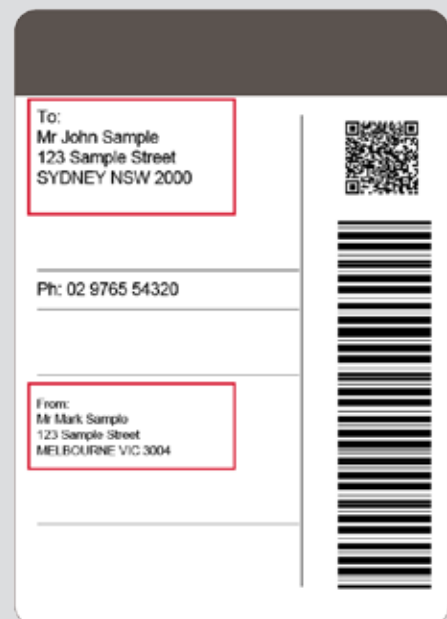 To:
Mr John Sample
123 Sample Street
SYDNEY NSW 2000
Ph: 02 9765 54320
From:
Mr Mark Sample
123 Sample Street
MELBOURNE VIC 3004